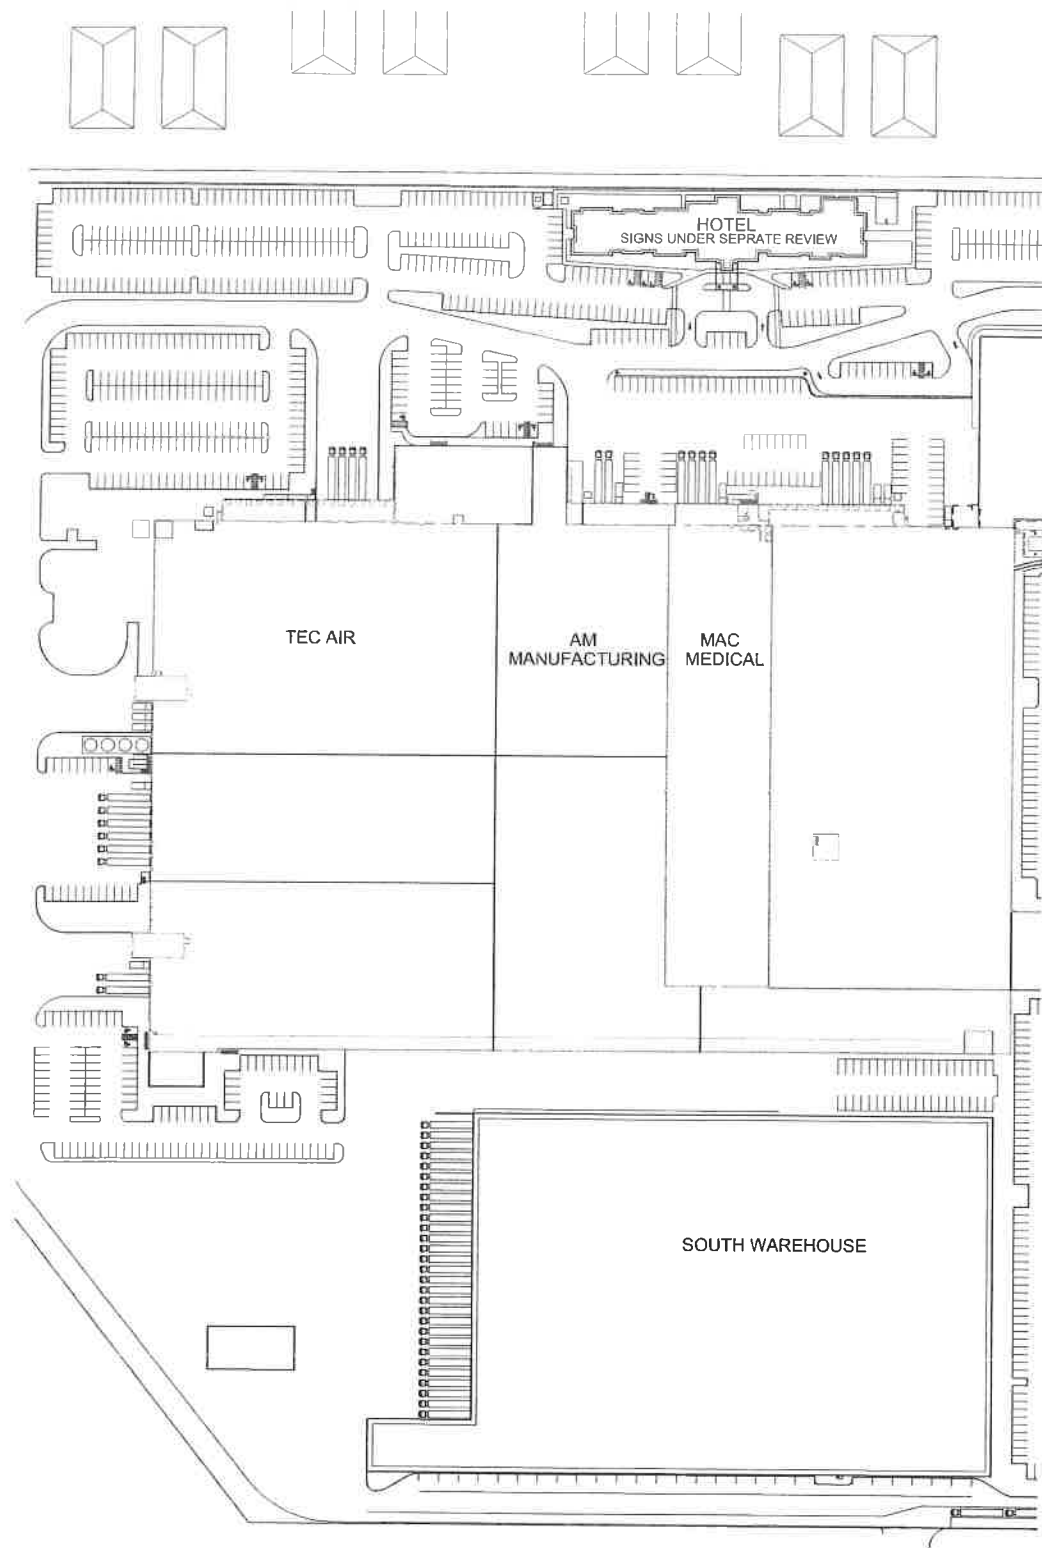 HOTEL
SIGNS UNDER SEPRATE REVIEW
TEC AIR
AM
MANUFACTURING
MAC
MEDICAL
SOUTH WAREHOUSE